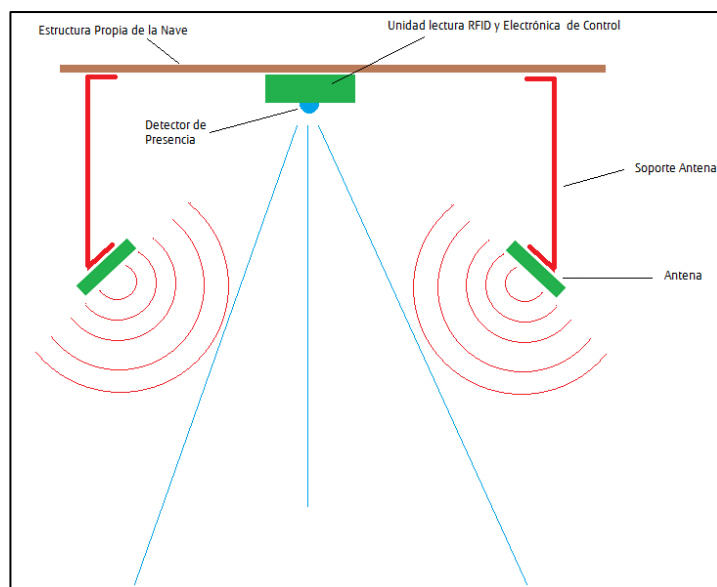 Estructura Propia de la Nave
Unidad lectura RFID y Electrónica de Control
Detector de
Presencia
Soporte Antena
Antena